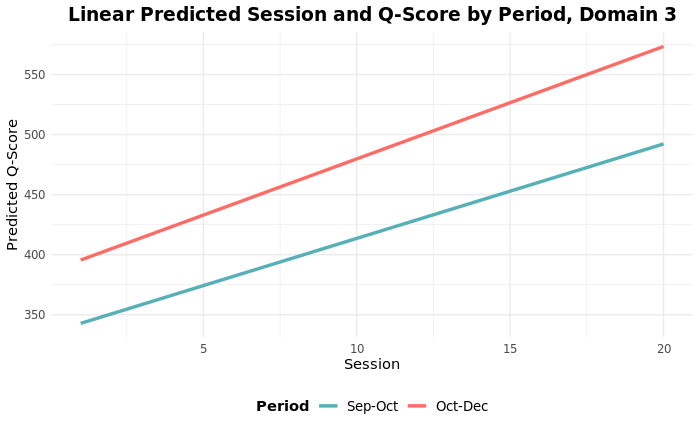 Linear Predicted Session and Q-Score by Period, Domain 3
Predicted Q-Score
550
500
450
400
350
5 10 15 20
Session
Period Sep-Oct Oct-Dec